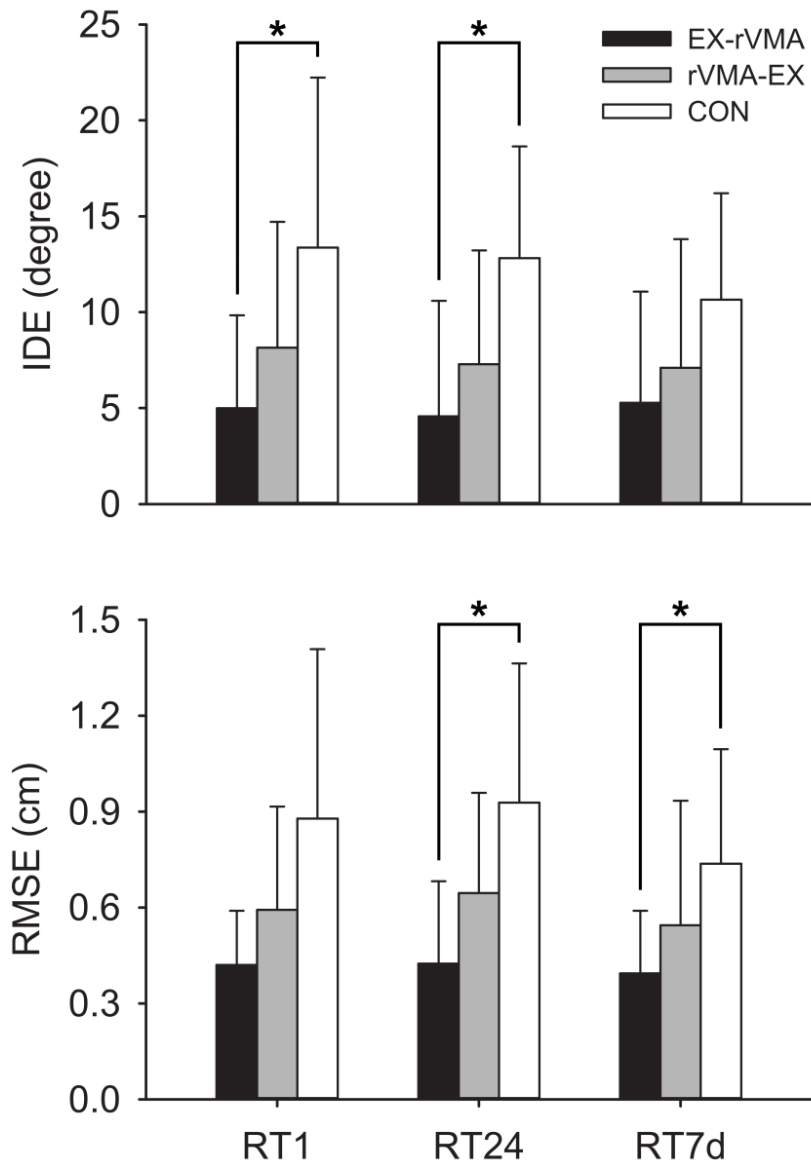 25
20
15
10
5
0
IDE (degree)
*
*
EX-rVMA
rVMA-EX
CON
1.5
1.2
0.9
0.6
0.3
0.0
RMSE (cm)
*
*
RT1
RT24
RT7d